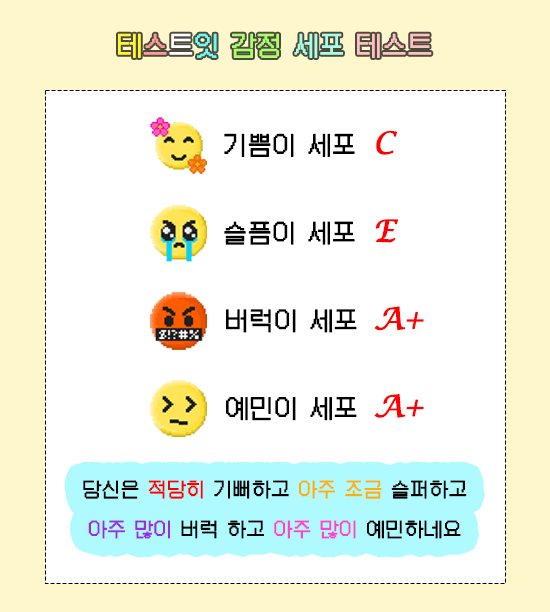 테스트잇 감정 세포 테스트
기쁨이 세포 C
슬픔이 세포 E
버럭이 세포 A+
$!?#%
예민이 세포 A+
당신은 적당히 기뻐하고 아주 조금 슬퍼하고
아주 많이 버럭 하고 아주 많이 예민하네요